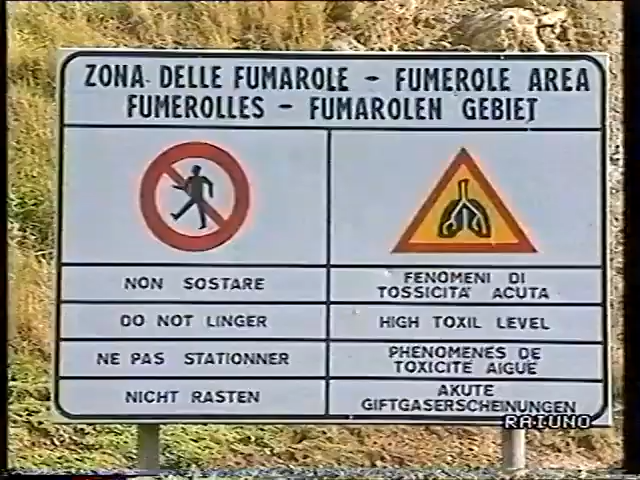 ZONA DELLE FUMAROLE - FUMEROLE AREA
FUMEROLLES - FUMAROLEN GEBIET
NON SOSTARE
DO NOT LINGER
NE PAS STATIONNER
NICHT RASTEN
FENOMENI DI
TOSSICITA' ACUTA
HIGH TOXIL LEVEL
PHENOMENES DE
TOXICITE AIGUE
AKUTE
GIFTGASERSCHEINUNGEN
RAIUNO